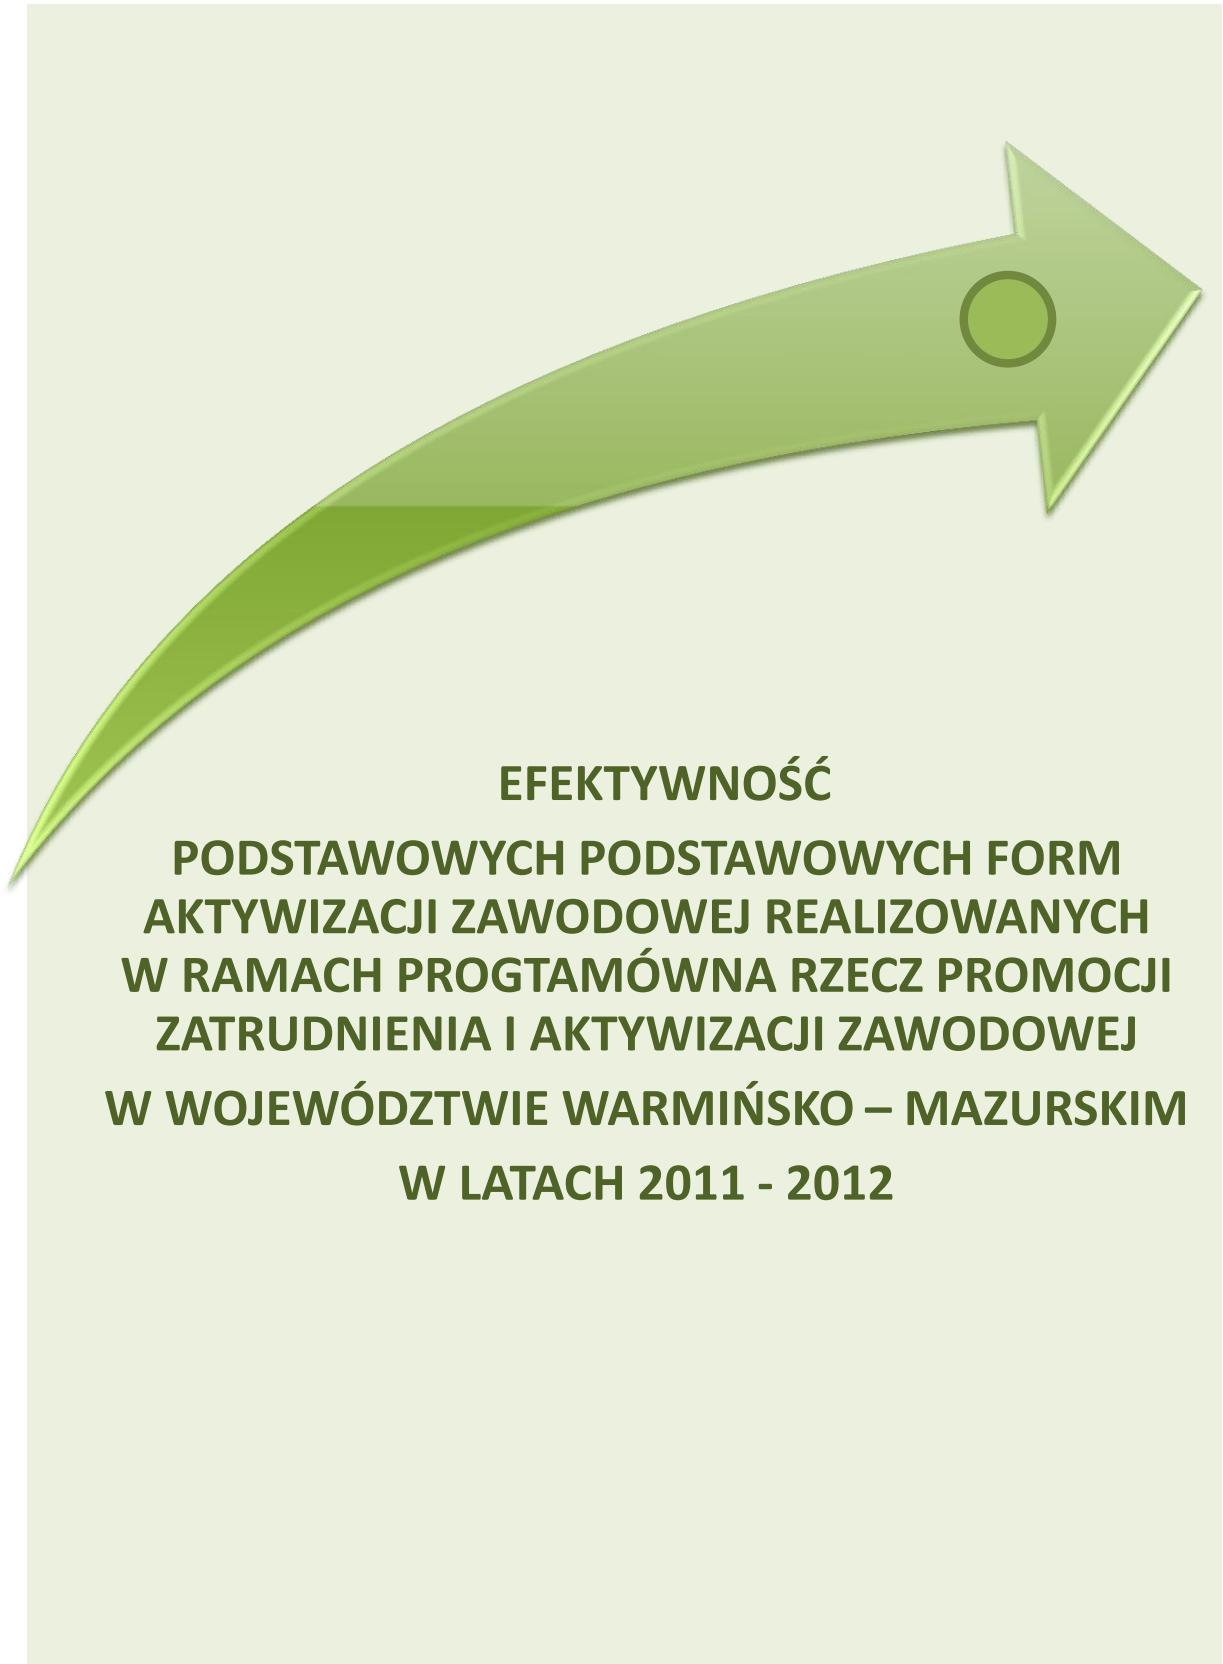 EFEKTYWNOŚĆ
PODSTAWOWYCH PODSTAWOWYCH FORM
AKTYWIZACJI ZAWODOWEJ REALIZOWANYCH
W RAMACH PROGTAMÓWNA RZECZ PROMOCJI
ZATRUDNIENIA I AKTYWIZACJI ZAWODOWEJ
W WOJEWÓDZTWIE WARMIŃSKO – MAZURSKIM
W LATACH 2011 - 2012